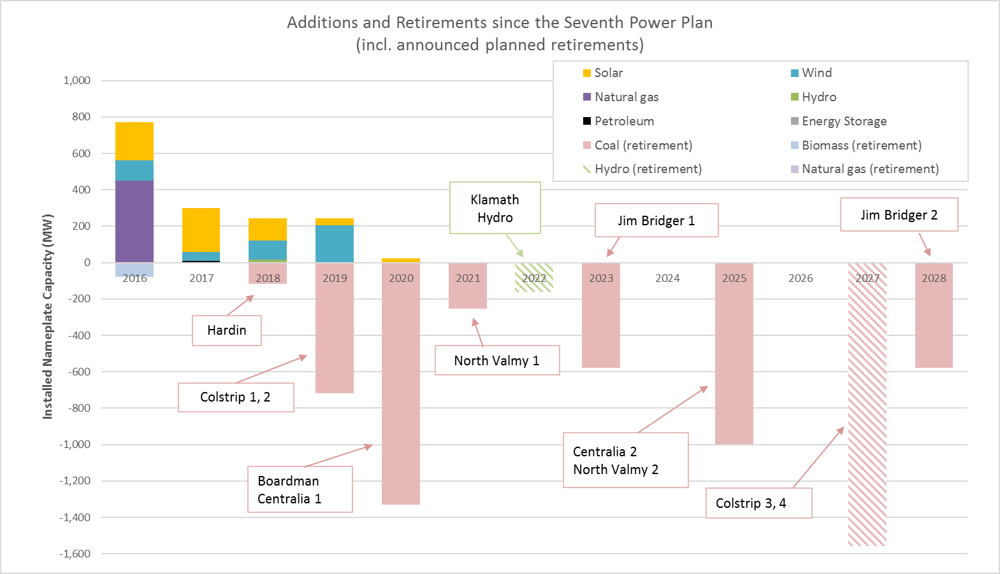 Additions and Retirements since the Seventh Power Plan
(incl. announced planned retirements)
Solar
Wind
Natural gas
Hydro
Petroleum
Energy Storage
Coal (retirement)
Biomass (retirement)
Hydro (retirement)
Natural gas (retirement)
Installed Nameplate Capacity (MW)
1,000
800
600
400
200
0
-200
-400
-600
-800
-1,000
-1,200
-1,400
-1,600
2016
2017
2018
2019
2020
2021
2022
2023
2024
2025
2026
2027
2028
Klamath
Hydro
Jim Bridger 1
Jim Bridger 2
Hardin
North Valmy 1
Colstrip 1, 2
Centralia 2
North Valmy 2
Boardman
Centralia 1
Colstrip 3, 4